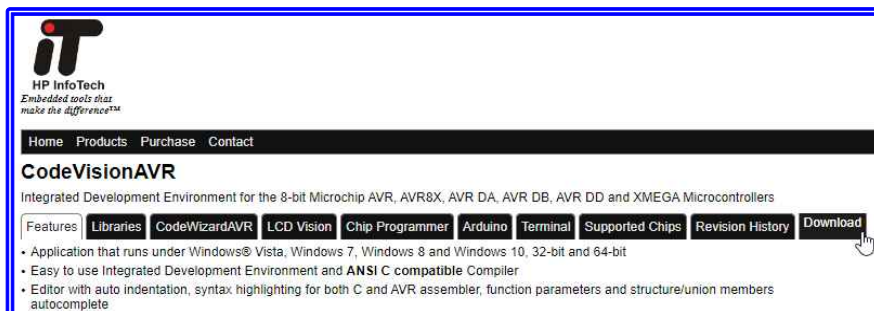 iT
HP InfoTech
Embedded tools that
make the difference™
Home Products Purchase Contact
CodeVisionAVR
Integrated Development Environment for the 8-bit Microchip AVR, AVR8X, AVR DA, AVR DB, AVR DD and XMEGA Microcontrollers
Features Libraries CodeWizardAVR LCD Vision Chip Programmer Arduino Terminal Supported Chips Revision History Download
• Application that runs under Windows® Vista, Windows 7, Windows 8 and Windows 10, 32-bit and 64-bit
• Easy to use Integrated Development Environment and ANSI C compatible Compiler
• Editor with auto indentation, syntax highlighting for both C and AVR assembler, function parameters and structure/union members
autocomplete